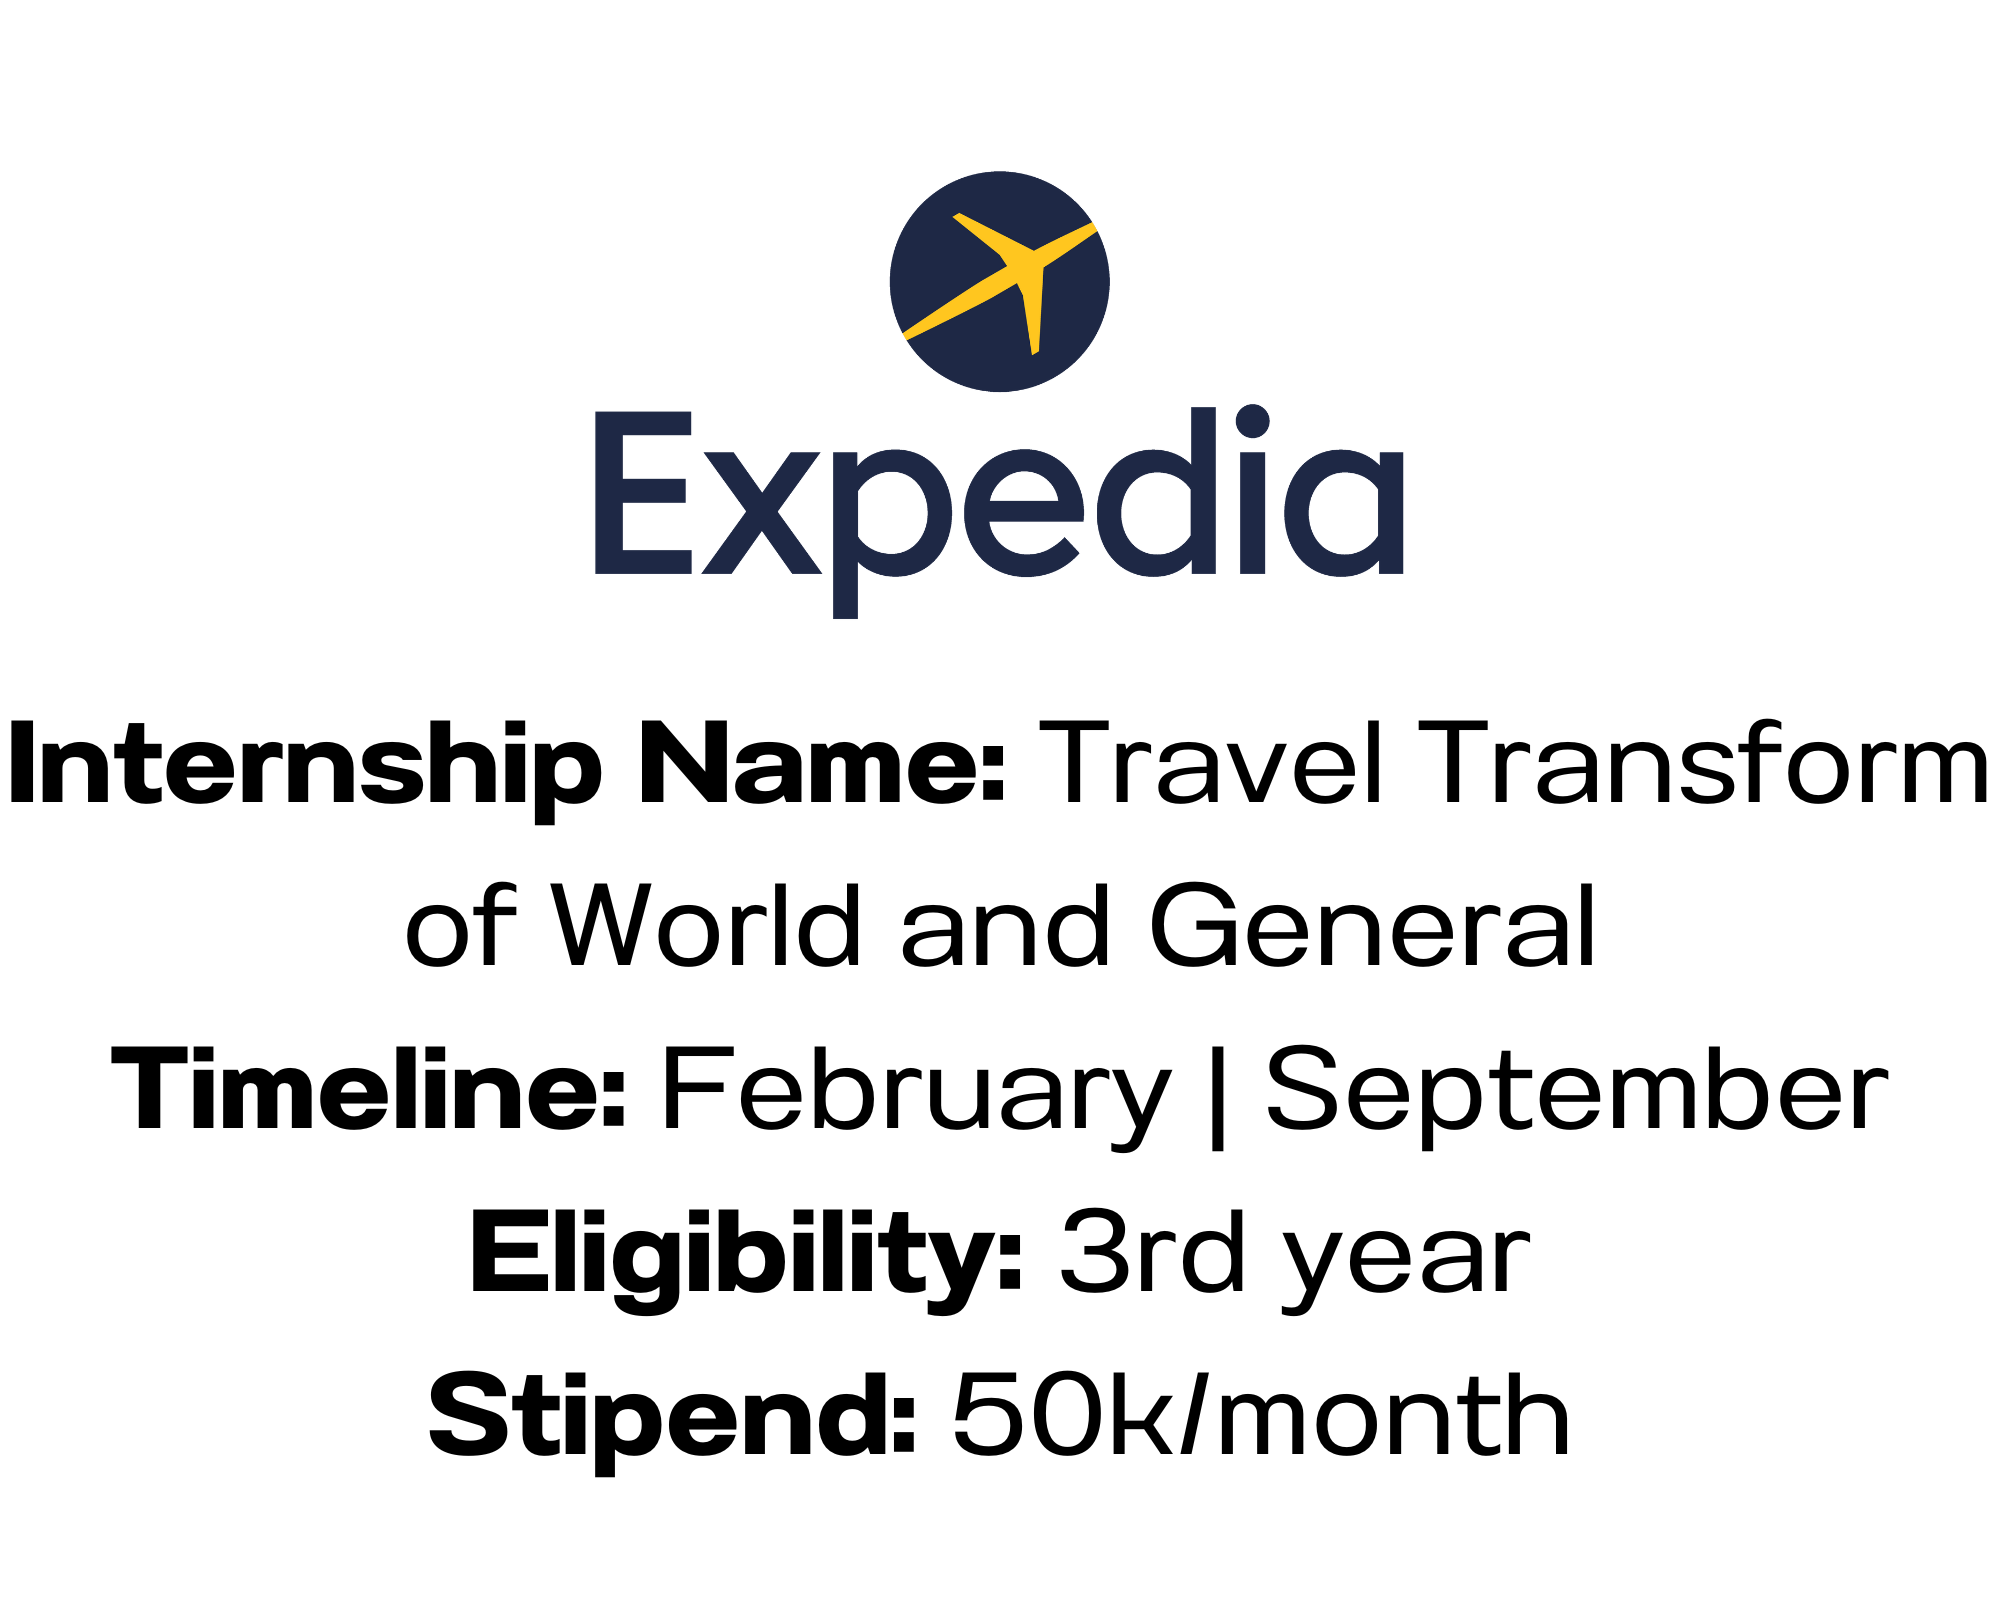 Expedia
Internship Name: Travel Transform
of World and General
Timeline: February | September
Eligibility: 3rd year
Stipend: 50k/month